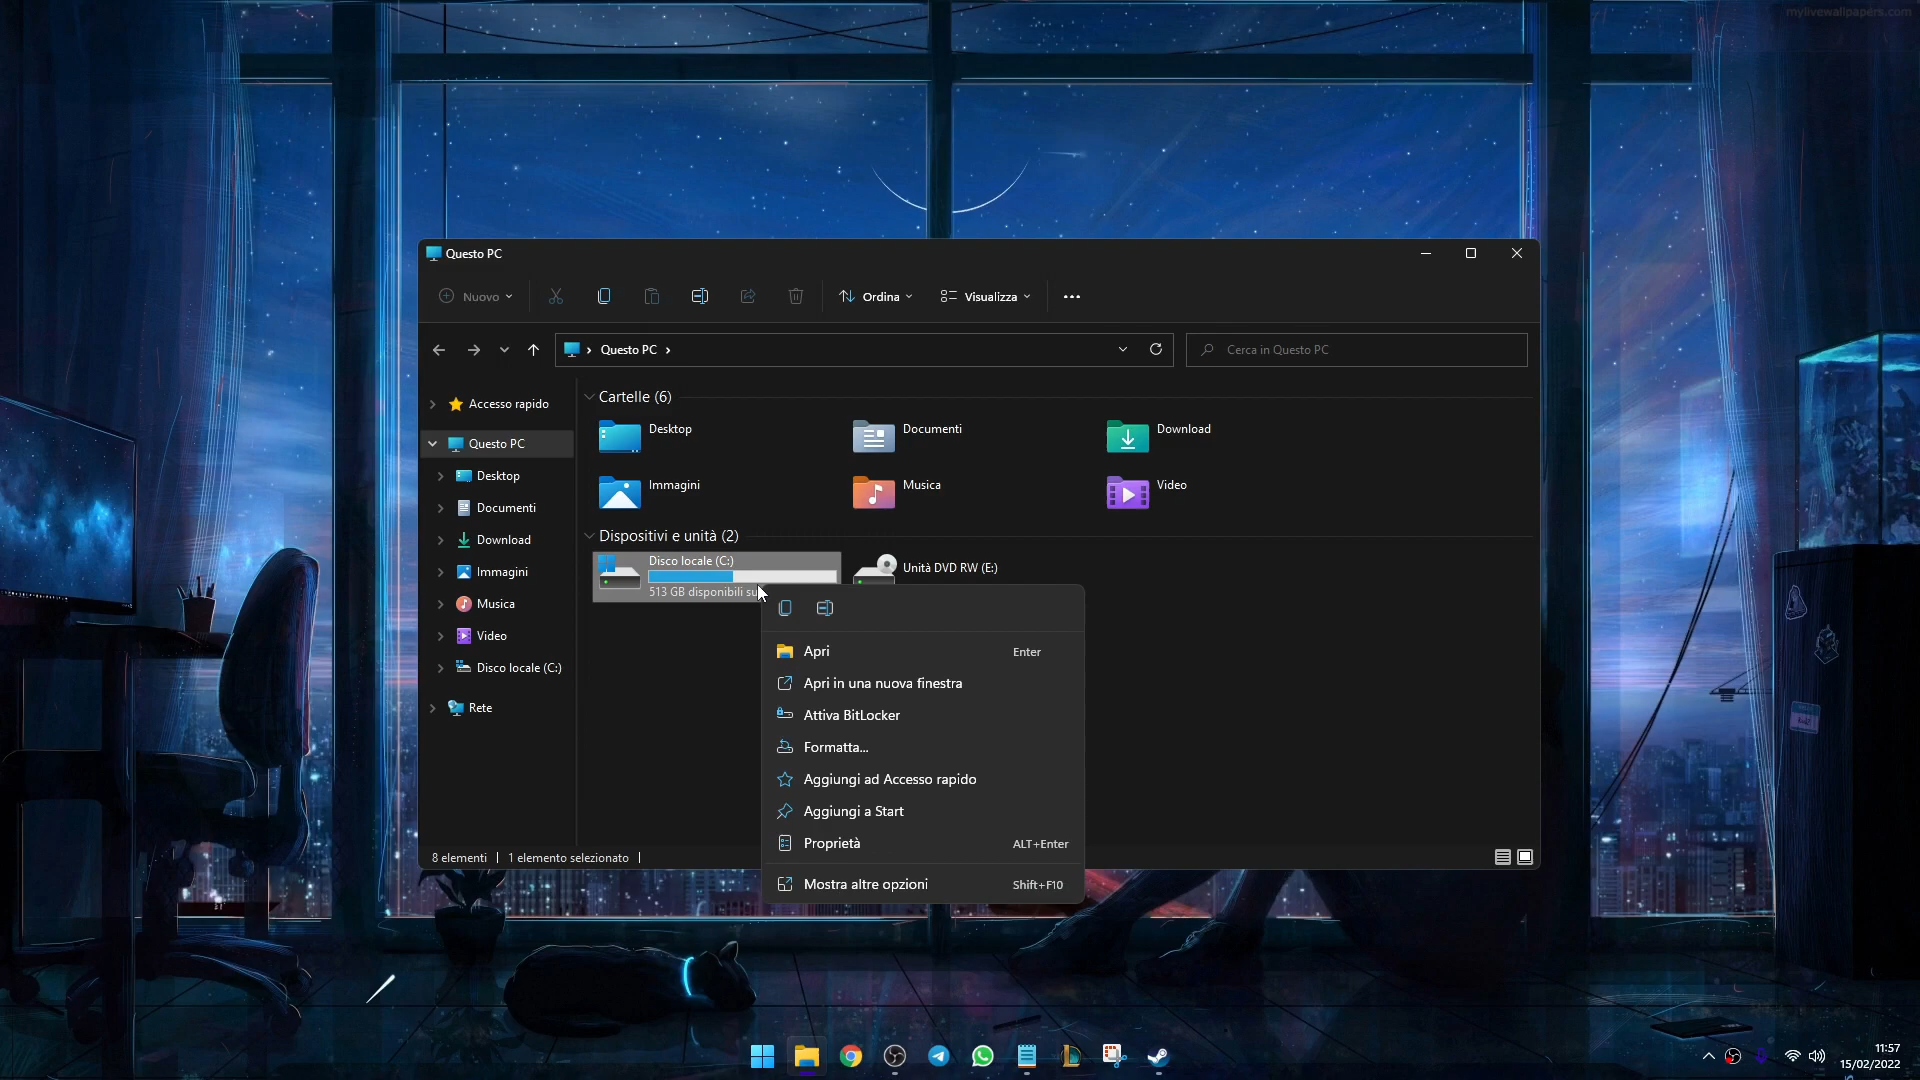 mylivewallpapers.com
Questo PC
Nuovo
Ordina
Visualizza
Questo PC
Cerca in Questo PC
Accesso rapido
Questo PC
Desktop
Documenti
Download
Immagini
Musica
Video
Disco locale (C:)
Rete
Cartelle (6)
Desktop
Documenti
Download
Immagini
Musica
Video
Dispositivi e unità (2)
Disco locale (C:)
513 GB disponibili su
Unità DVD RW (E:)
Apri Enter
Apri in una nuova finestra
Attiva BitLocker
Formatta...
Aggiungi ad Accesso rapido
Aggiungi a Start
Proprietà ALT+Enter
Mostra altre opzioni Shift+F10
8 elementi
1 elemento selezionato
11:57
15/02/2022